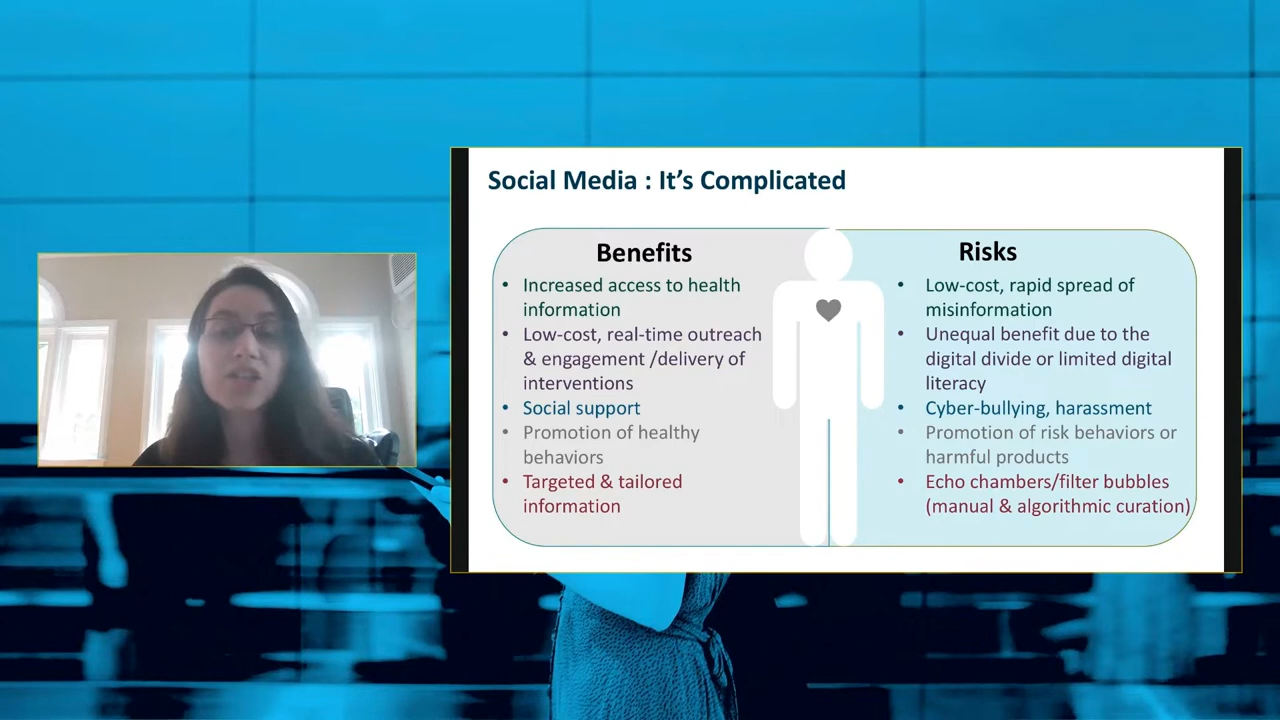 Social Media : It's Complicated
Benefits
• Increased access to health
information
• Low-cost, real-time outreach
& engagement /delivery of
interventions
• Social support
• Promotion of healthy
behaviors
• Targeted & tailored
information
Risks
• Low-cost, rapid spread of
misinformation
• Unequal benefit due to the
digital divide or limited digital
literacy
• Cyber-bullying, harassment
• Promotion of risk behaviors or
harmful products
• Echo chambers/filter bubbles
(manual & algorithmic curation)